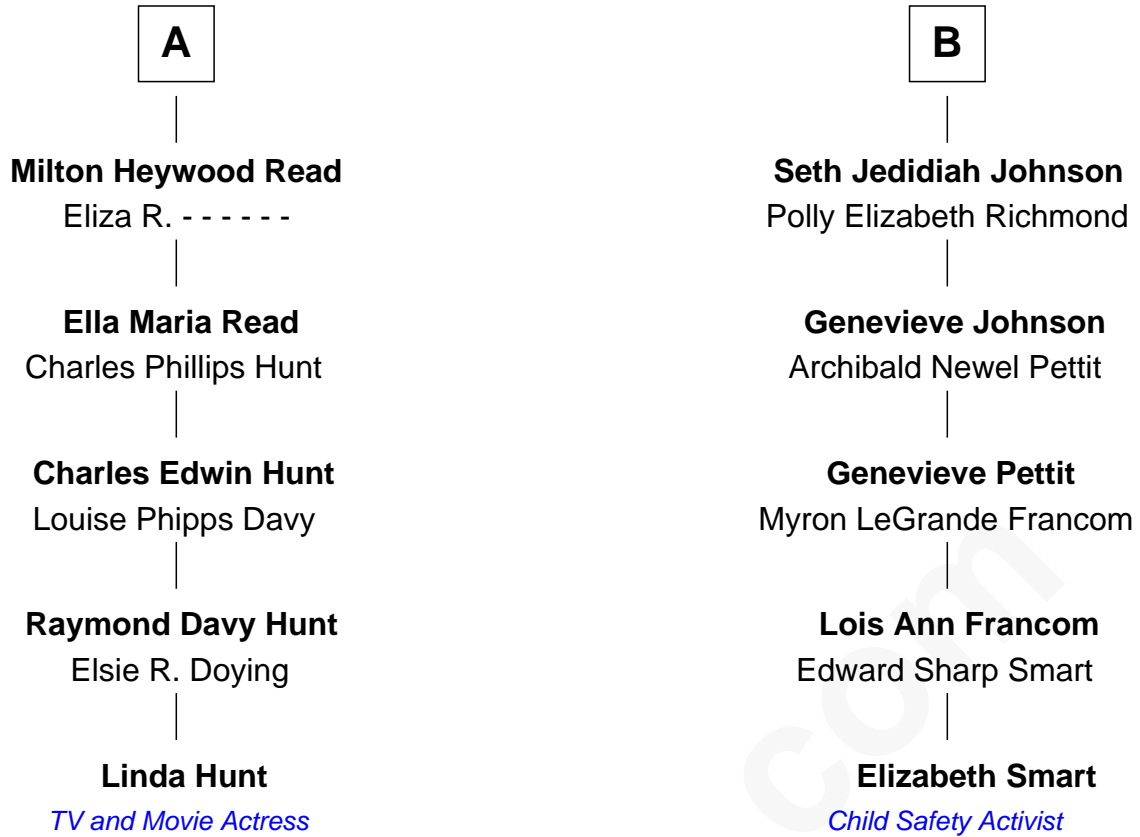 A
Milton Heywood Read
Eliza R. - - - - - -
Ella Maria Read
Charles Phillips Hunt
Charles Edwin Hunt
Louise Phipps Davy
Raymond Davy Hunt
Elsie R. Doying
Linda Hunt
TV and Movie Actress
B
Seth Jedidiah Johnson
Polly Elizabeth Richmond
Genevieve Johnson
Archibald Newel Pettit
Genevieve Pettit
Myron LeGrande Francom
Lois Ann Francom
Edward Sharp Smart
Elizabeth Smart
Child Safety Activist
com